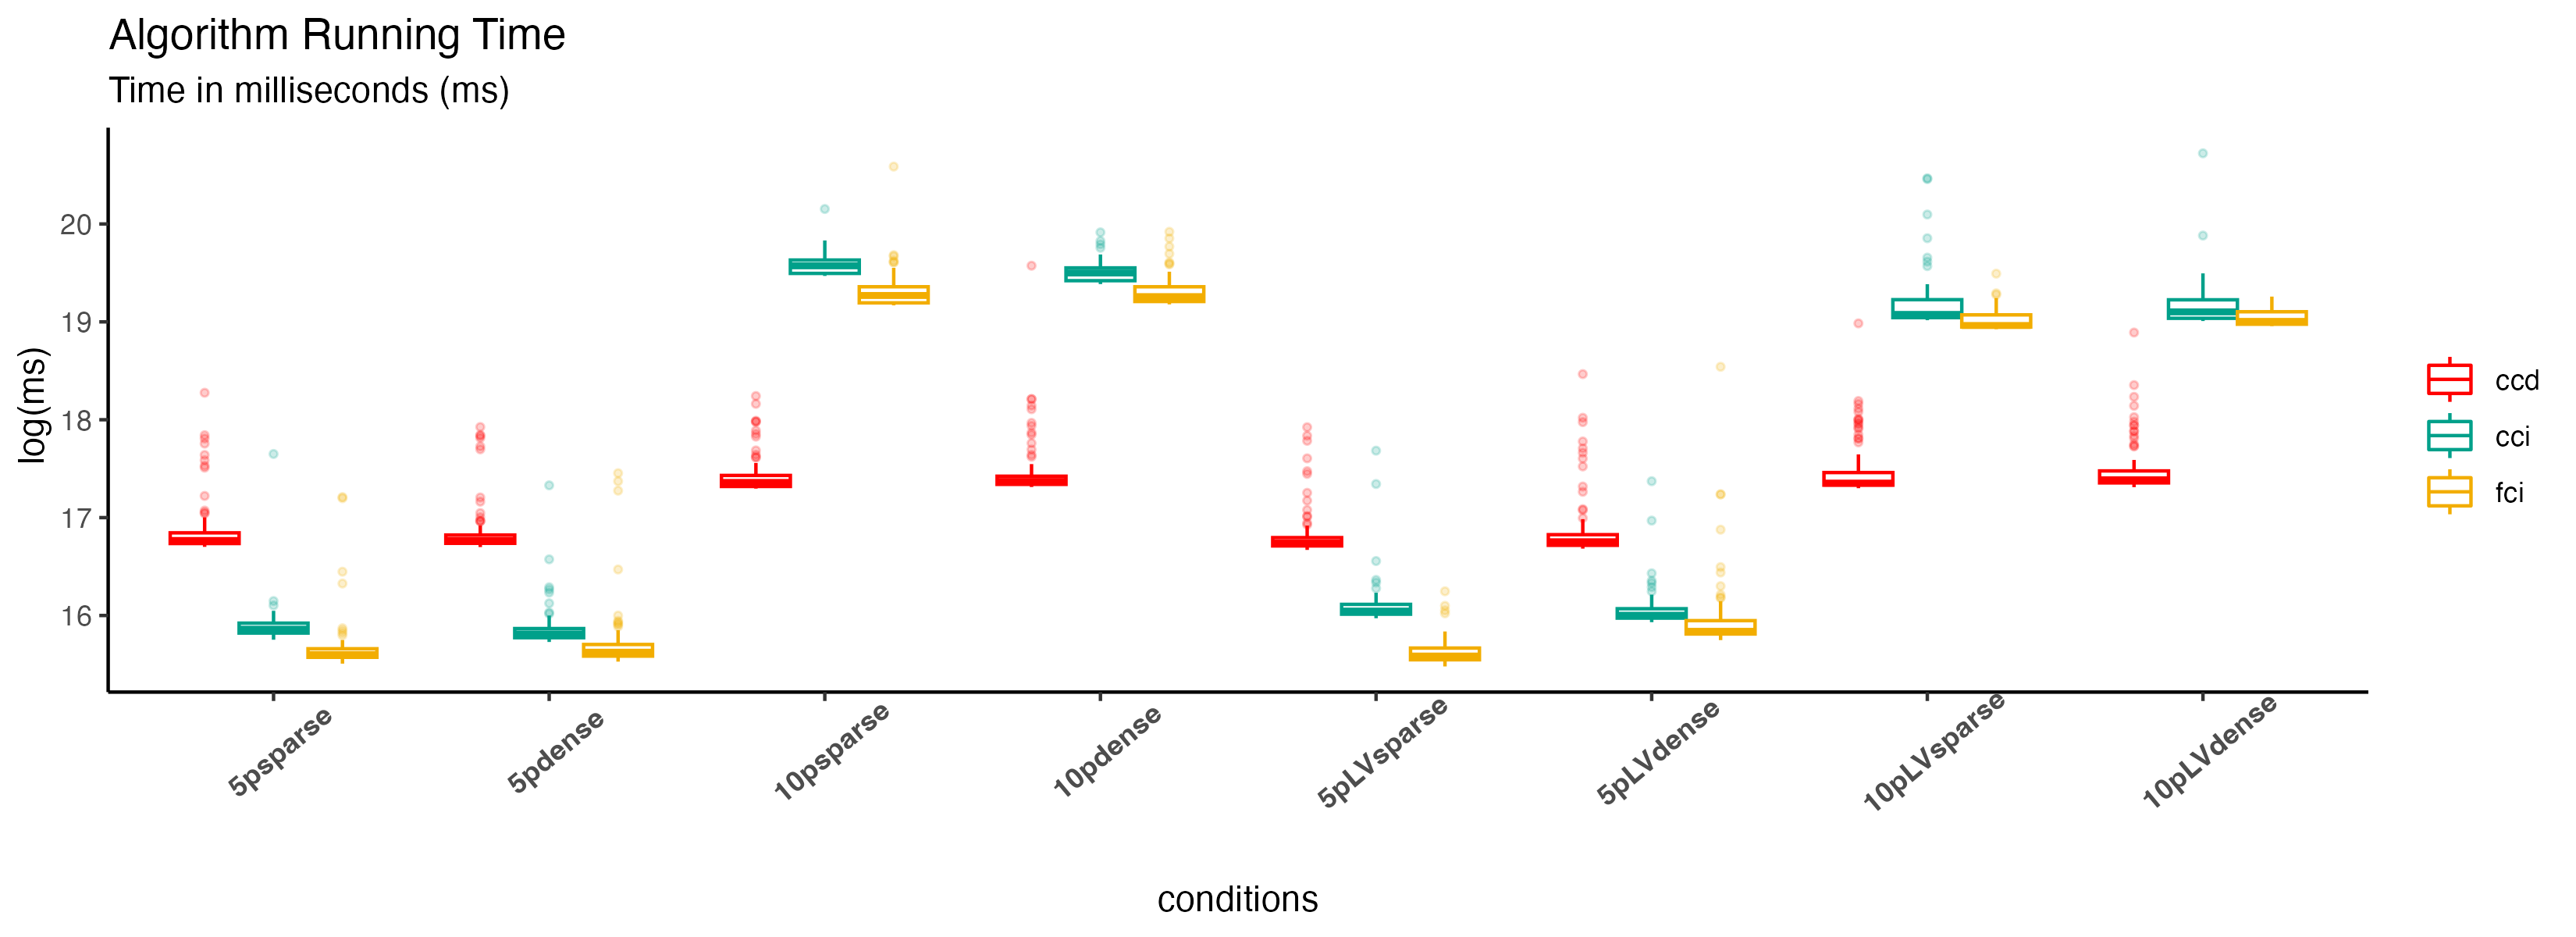 Algorithm Running Time
Time in milliseconds (ms)
log(ms)
20
19
18
17
16
5psparse
5pdense
10psparse
10pdense
5pLVsparse
5pLVdense
10pLVsparse
10pLVdense
conditions
ccd
cci
fci